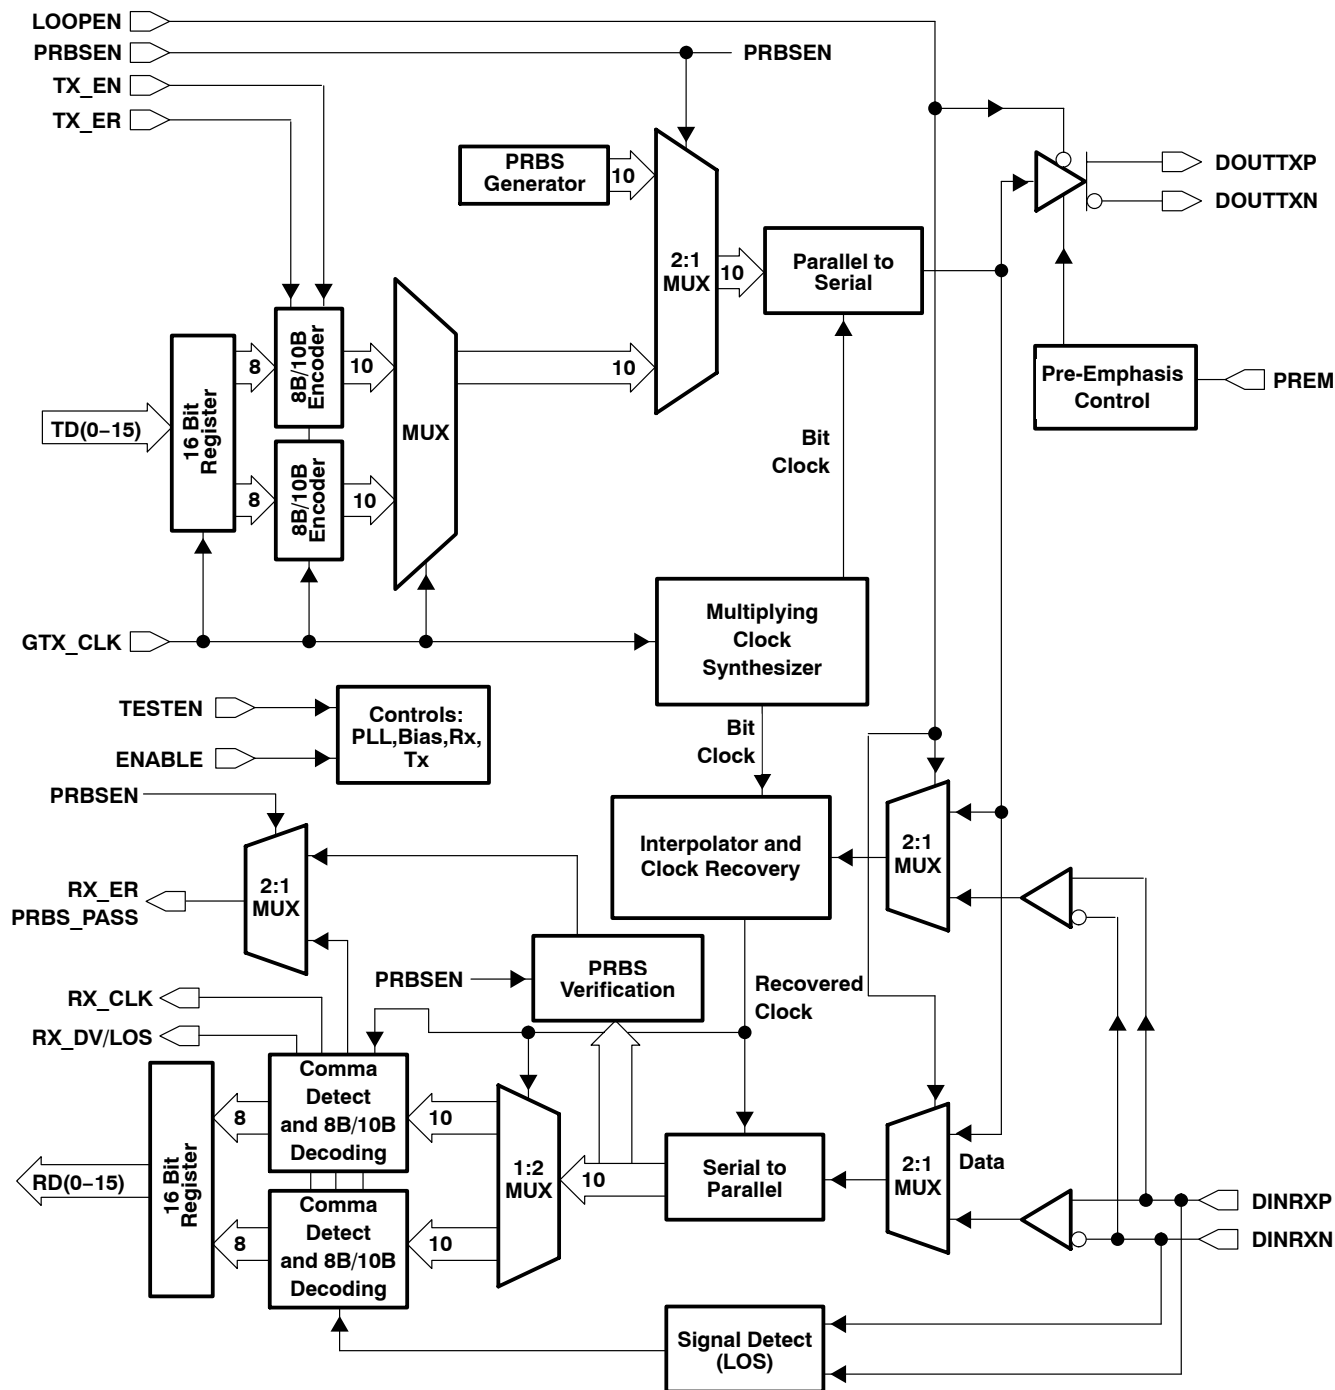 LOOPEN
PRBSEN
PRBSEN
TX_EN
TX_ER
PRBS
Generator
10
DOUTTXP
DOUTTXN
2:1
MUX
10
Parallel to
Serial
16 Bit
Register
8
8B/10B
Encoder
10
10
Pre-Emphasis
Control
PREM
TD(0–15)
MUX
8
8B/10B
Encoder
10
Bit
Clock
GTX_CLK
Multiplying
Clock
Synthesizer
TESTEN
ENABLE
Controls:
PLL,Bias,Rx,
Tx
Bit
Clock
PRBSEN
2:1
MUX
Interpolator and
Clock Recovery
2:1
MUX
RX_ER
PRBS_PASS
PRBSEN
PRBS
Verification
Recovered
Clock
RX_CLK
RX_DV/LOS
Comma
Detect
and 8B/10B
Decoding
8
10
16 Bit
Register
RD(0–15)
1:2
MUX
10
Serial to
Parallel
2:1
MUX
Data
Comma
Detect
and 8B/10B
Decoding
8
10
DINRXP
DINRXN
Signal Detect
(LOS)